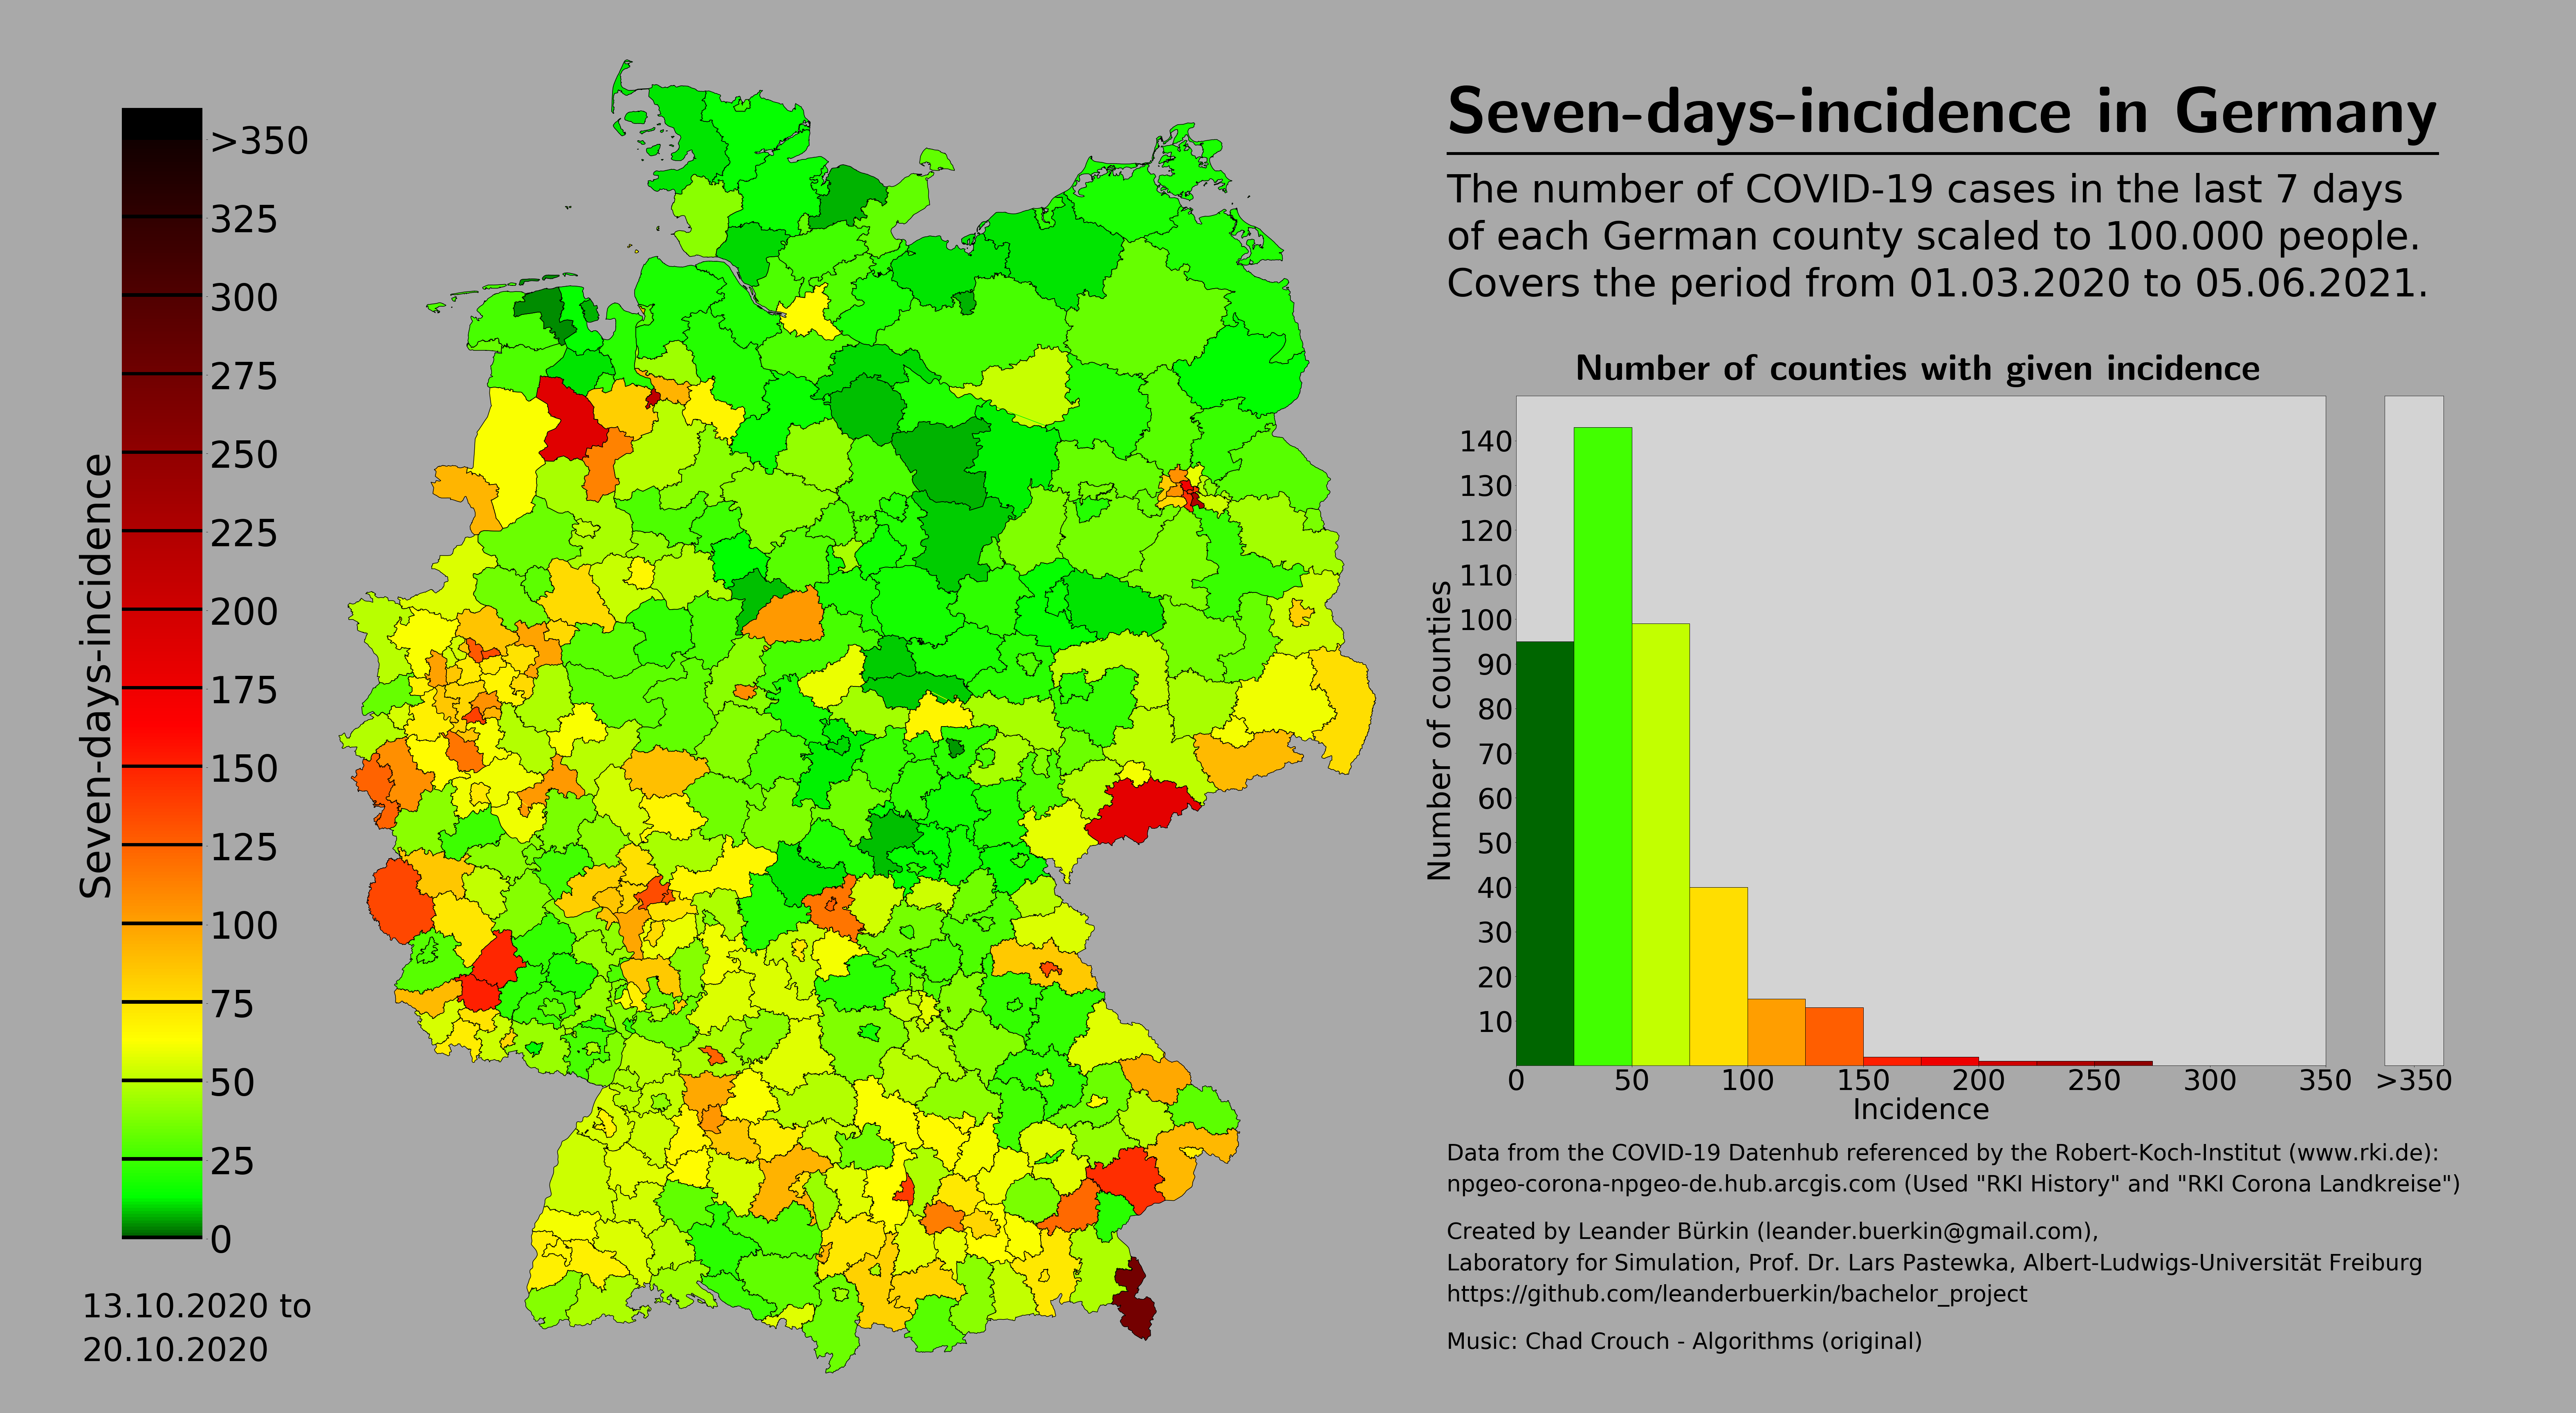 Seven-days-incidence in Germany
The number of COVID-19 cases in the last 7 days
of each German county scaled to 100.000 people.
Covers the period from 01.03.2020 to 05.06.2021.
Seven-days-incidence
>350
325
300
275
250
225
200
175
150
125
100
75
50
25
0
13.10.2020 to
20.10.2020
Number of counties with given incidence
Number of counties
140
130
120
110
100
90
80
70
60
50
40
30
20
10
0 50 100 150 200 250 300 350 >350
Incidence
Data from the COVID-19 Datenhub referenced by the Robert-Koch-Institut (www.rki.de):
npgeo-corona-npgeo-de.hub.arcgis.com (Used "RKI History" and "RKI Corona Landkreise")
Created by Leander Bürkin (leander.buerkin@gmail.com),
Laboratory for Simulation, Prof. Dr. Lars Pastewka, Albert-Ludwigs-Universität Freiburg
https://github.com/leanderbuerkin/bachelor_project
Music: Chad Crouch - Algorithms (original)